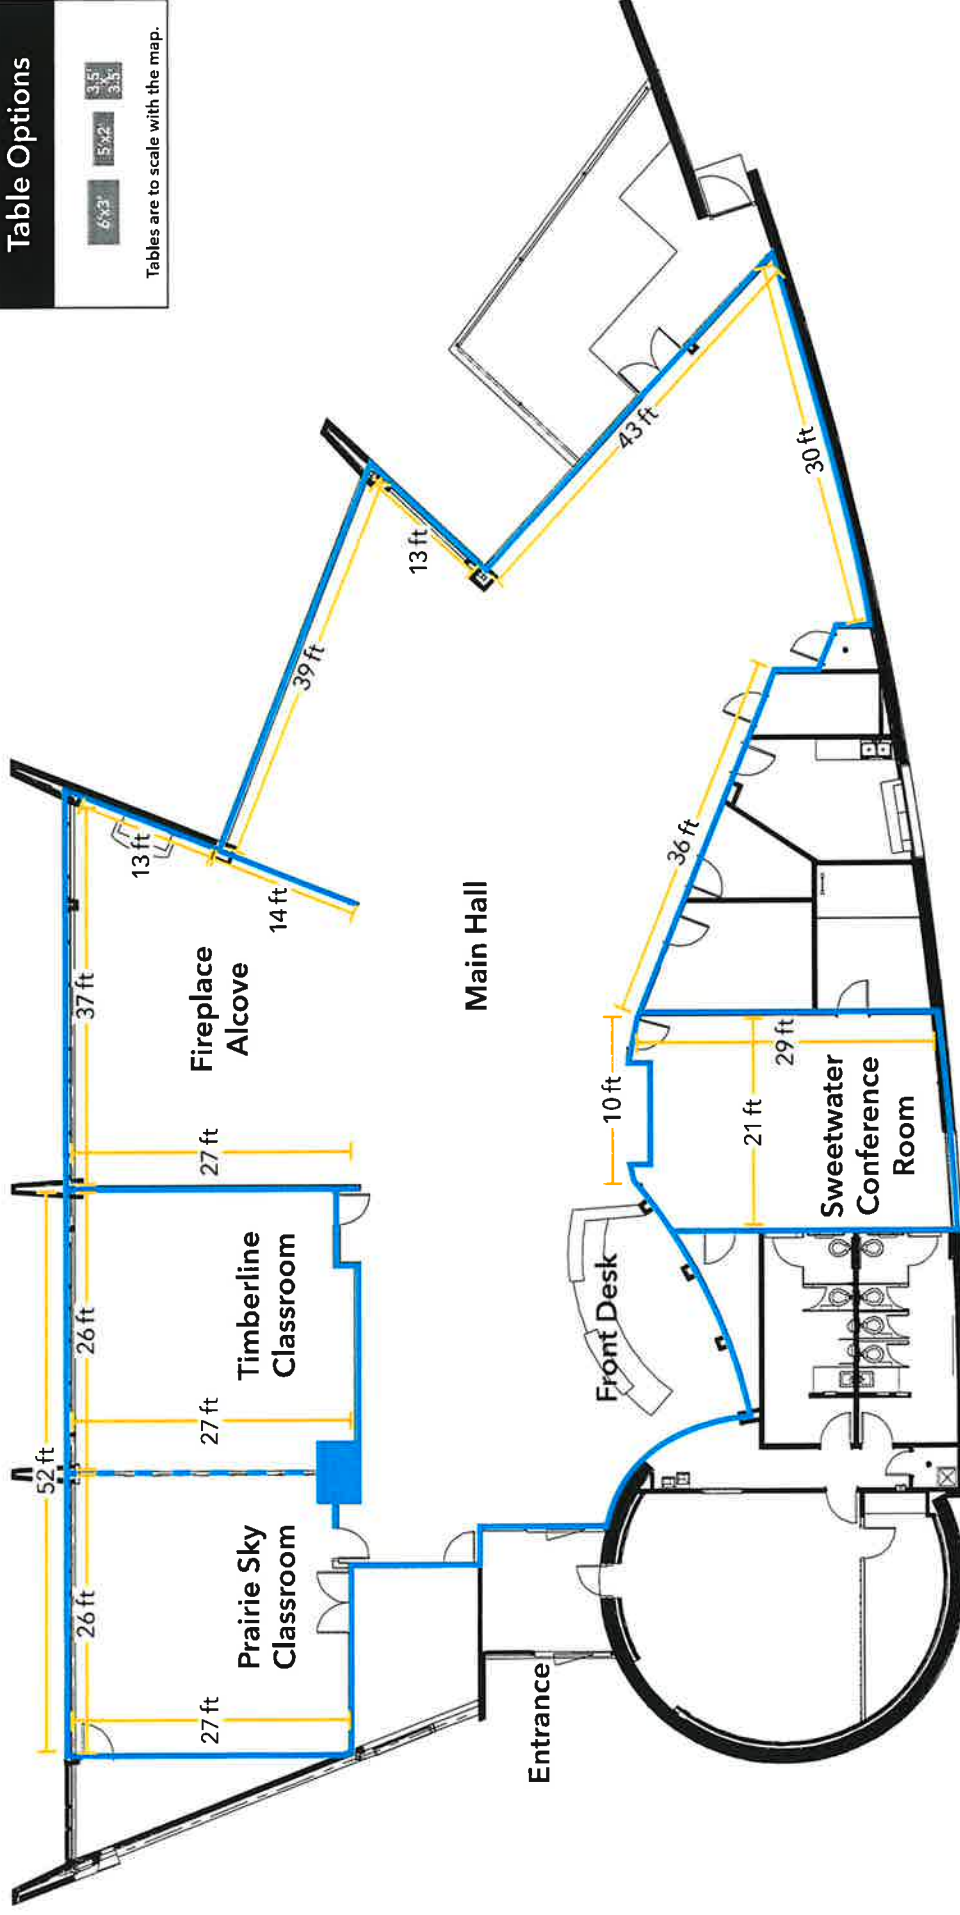 Table Options
6'x3'
5'x2'
3.5'
x
3.5'
Tables are to scale with the map.
52 ft
26 ft
26 ft
37 ft
13 ft
14 ft
39 ft
13 ft
43 ft
30 ft
27 ft
27 ft
27 ft
Prairie Sky
Classroom
Timberline
Classroom
Fireplace
Alcove
Main Hall
Entrance
Front Desk
10 ft
36 ft
21 ft
29 ft
Sweetwater
Conference
Room